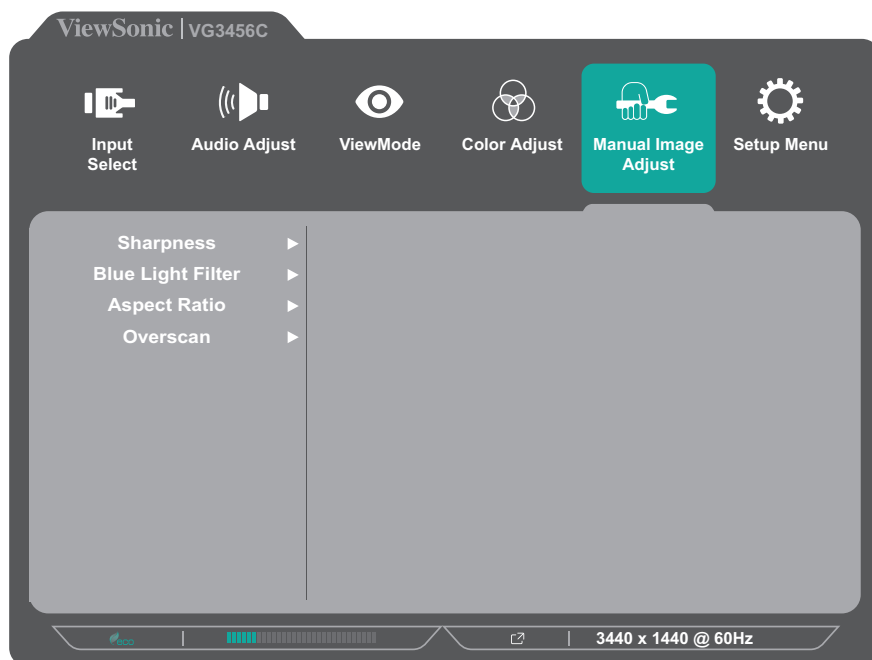 ViewSonic | VG3456C
Input Select
Audio Adjust
ViewMode
Color Adjust
Manual Image Adjust
Setup Menu
Sharpness
Blue Light Filter
Aspect Ratio
Overscan
eco
3440 x 1440 @ 60Hz